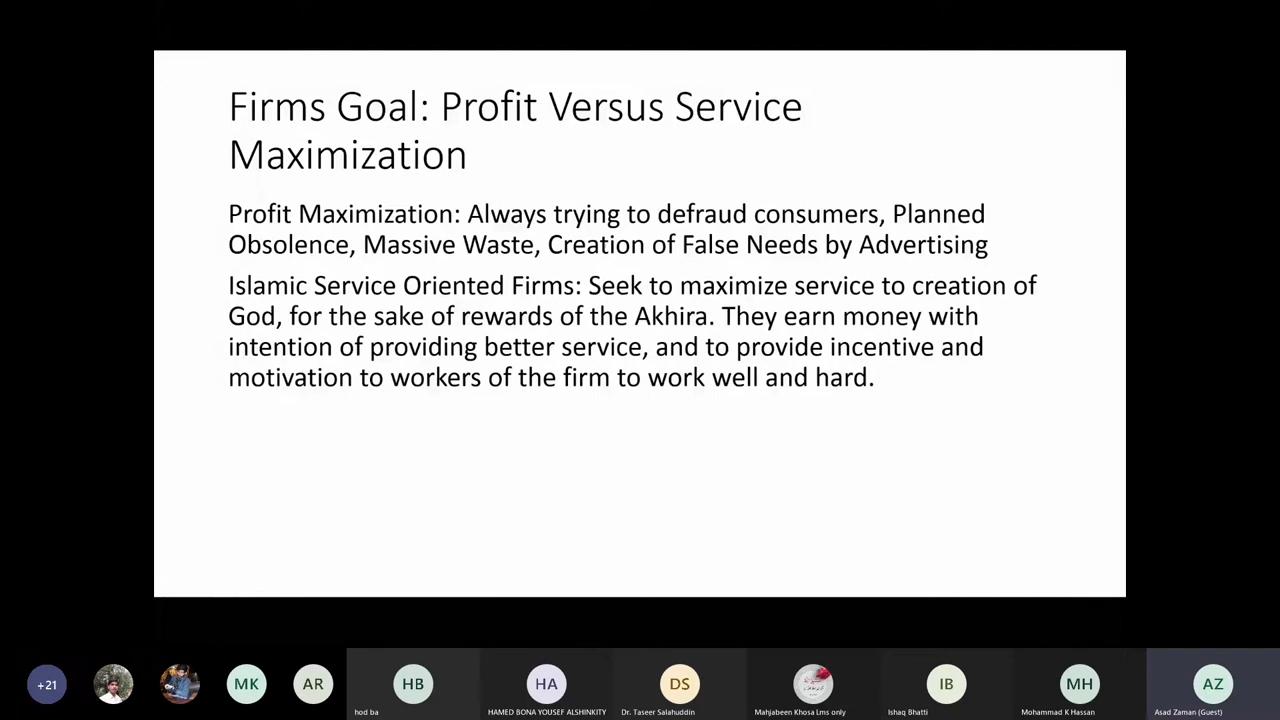 Firms Goal: Profit Versus Service
Maximization
Profit Maximization: Always trying to defraud consumers, Planned
Obsolence, Massive Waste, Creation of False Needs by Advertising
Islamic Service Oriented Firms: Seek to maximize service to creation of
God, for the sake of rewards of the Akhira. They earn money with
intention of providing better service, and to provide incentive and
motivation to workers of the firm to work well and hard.
+21
MK
AR
HB
HA
DS
IB
MH
AZ
hod ba
HAMED BONA YOUSEF ALSHINKITY
Dr. Taseer Salahuddin
Mahjabeen Khosa Lms only
Ishaq Bhatti
Mohammad K Hassan
Asad Zaman (Guest)